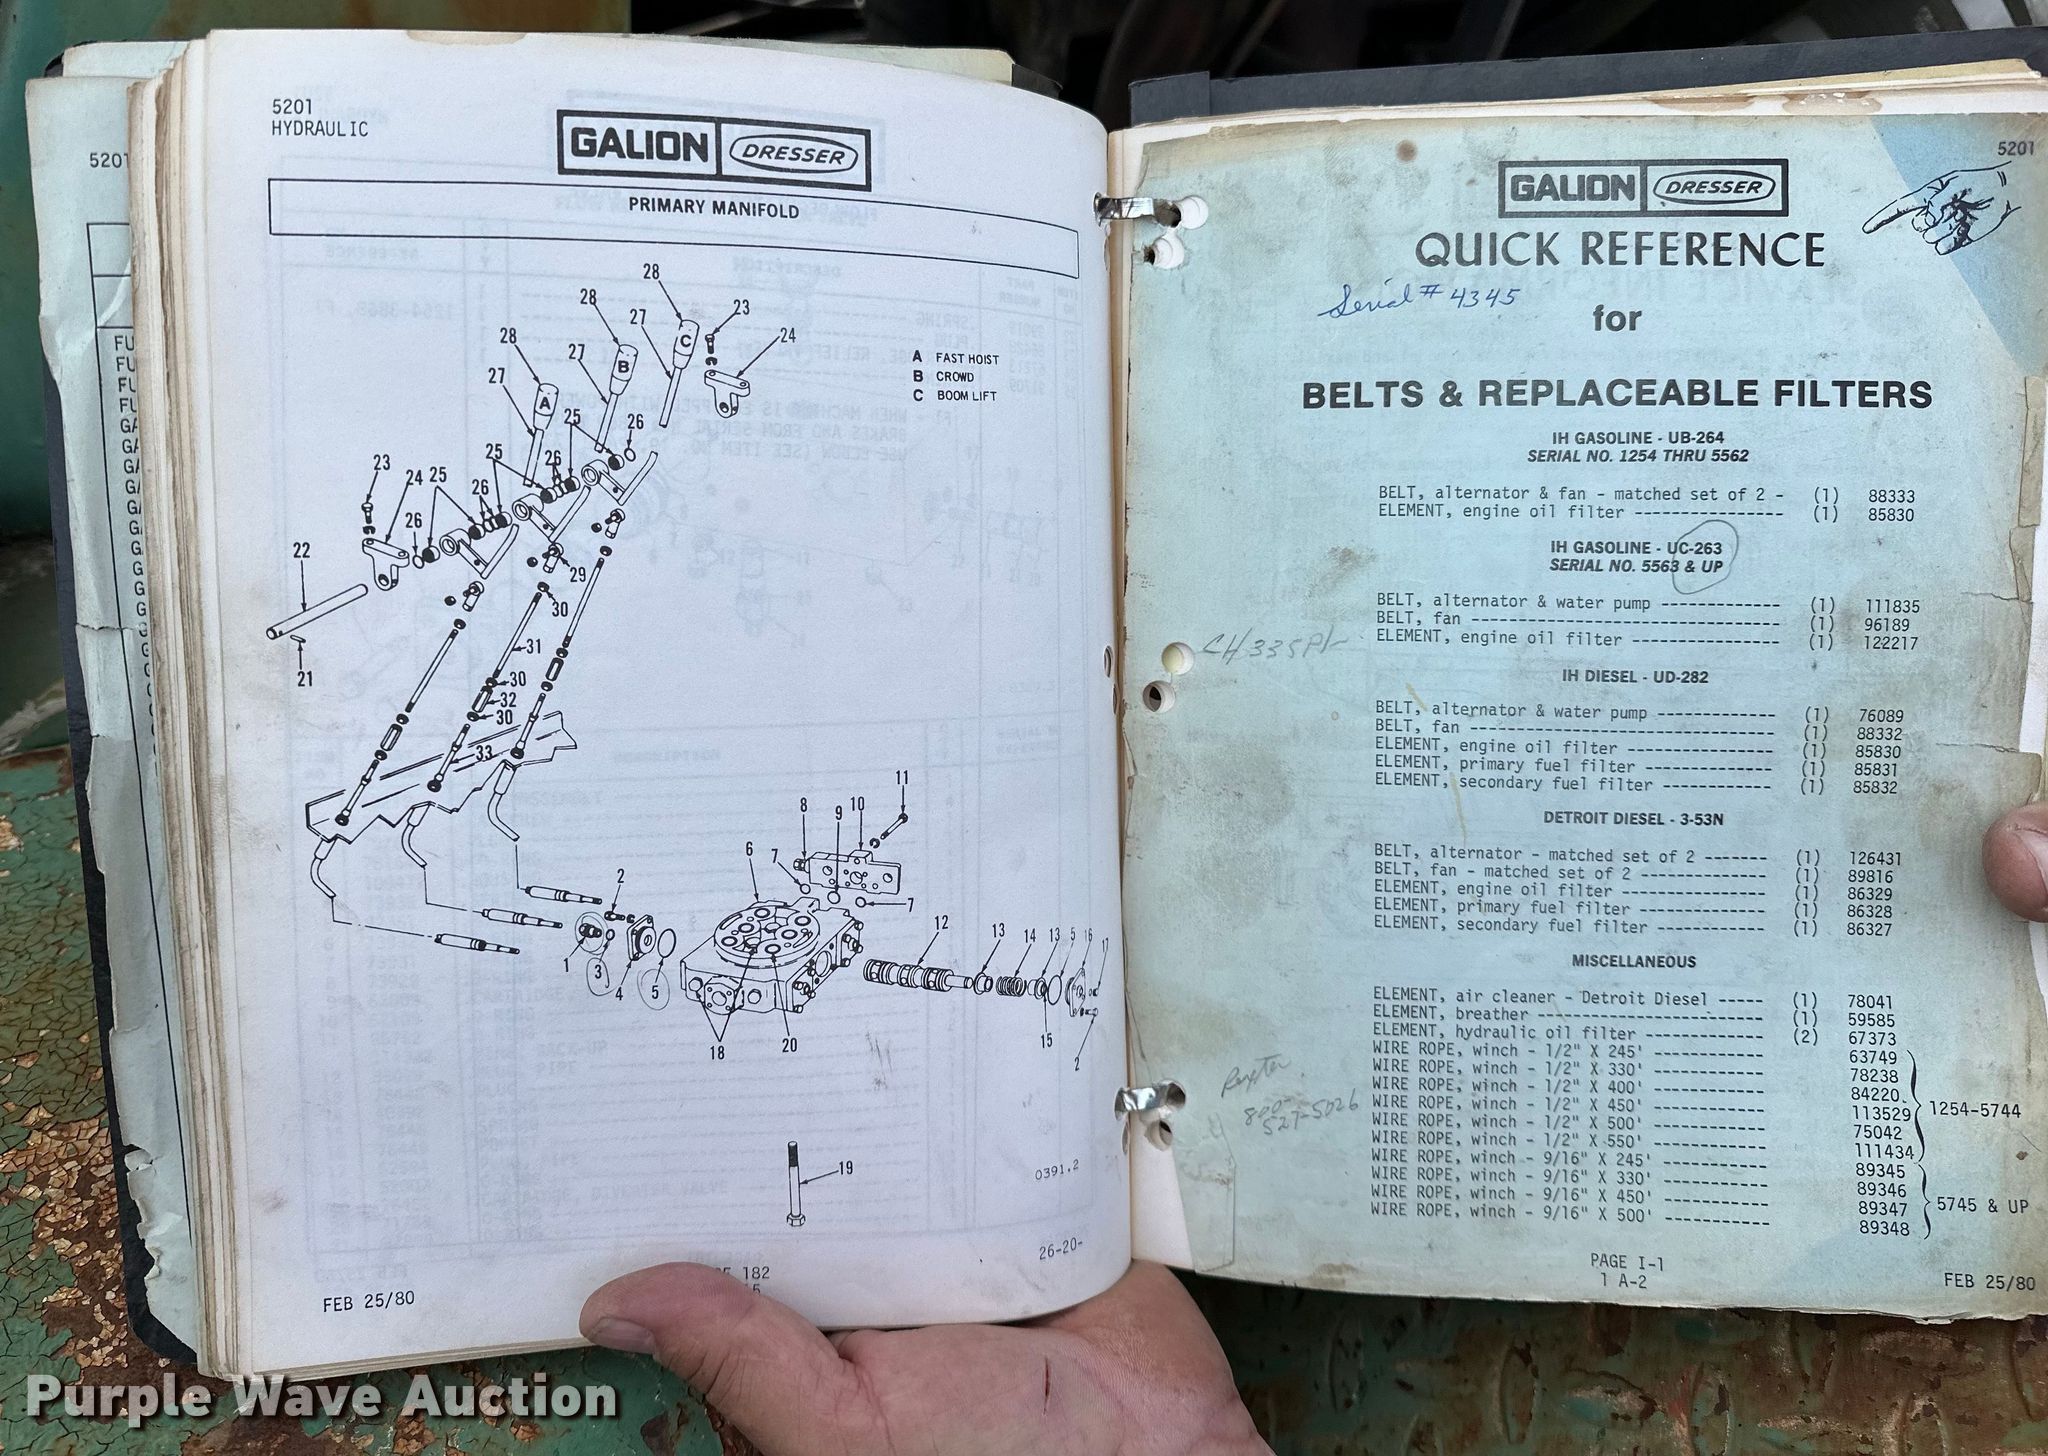 5201
HYDRAULIC
GALION DRESSER
PRIMARY MANIFOLD
28
28
27
23
24
28
27
27
A FAST HOIST
B CROWD
C BOOM LIFT
A
B
C
25
26
25
26
23
24
25
26
26
22
29
30
31
21
30
32
30
33
11
10
9
8
7
6
2
7
12
13
14
13
5
16
17
1
3
4
5
18
20
15
2
19
0391.2
26-20-
182
FEB 25/80
5201
5201
GALION DRESSER
QUICK REFERENCE
Serial # 4345
for
BELTS & REPLACEABLE FILTERS
IH GASOLINE - UB-264
SERIAL NO. 1254 THRU 5562
BELT, alternator & fan - matched set of 2 - (1) 88333
ELEMENT, engine oil filter --------------- (1) 85830
IH GASOLINE - UC-263
SERIAL NO. 5563 & UP
BELT, alternator & water pump ------------- (1) 111835
BELT, fan -------------------------------- (1) 96189
ELEMENT, engine oil filter --------------- (1) 122217
IH DIESEL - UD-282
BELT, alternator & water pump ------------- (1) 76089
BELT, fan -------------------------------- (1) 88332
ELEMENT, engine oil filter --------------- (1) 85830
ELEMENT, primary fuel filter ------------- (1) 85831
ELEMENT, secondary fuel filter ----------- (1) 85832
DETROIT DIESEL - 3-53N
BELT, alternator - matched set of 2 ------- (1) 126431
BELT, fan - matched set of 2 -------------- (1) 89816
ELEMENT, engine oil filter --------------- (1) 86329
ELEMENT, primary fuel filter ------------- (1) 86328
ELEMENT, secondary fuel filter ----------- (1) 86327
MISCELLANEOUS
ELEMENT, air cleaner - Detroit Diesel ----- (1) 78041
ELEMENT, breather ------------------------- (1) 59585
ELEMENT, hydraulic oil filter ------------- (2) 67373
WIRE ROPE, winch - 1/2" X 245' ------------- 63749
WIRE ROPE, winch - 1/2" X 330' ------------- 78238
WIRE ROPE, winch - 1/2" X 400' ------------- 84220
WIRE ROPE, winch - 1/2" X 450' ------------- 113529
WIRE ROPE, winch - 1/2" X 500' ------------- 75042
WIRE ROPE, winch - 1/2" X 550' ------------- 111434
1254-5744
WIRE ROPE, winch - 9/16" X 245' ------------ 89345
WIRE ROPE, winch - 9/16" X 330' ------------ 89346
WIRE ROPE, winch - 9/16" X 450' ------------ 89347
WIRE ROPE, winch - 9/16" X 500' ------------ 89348
5745 & UP
800-
527-5026
PAGE I-1
1 A-2
FEB 25/80
Purple Wave Auction